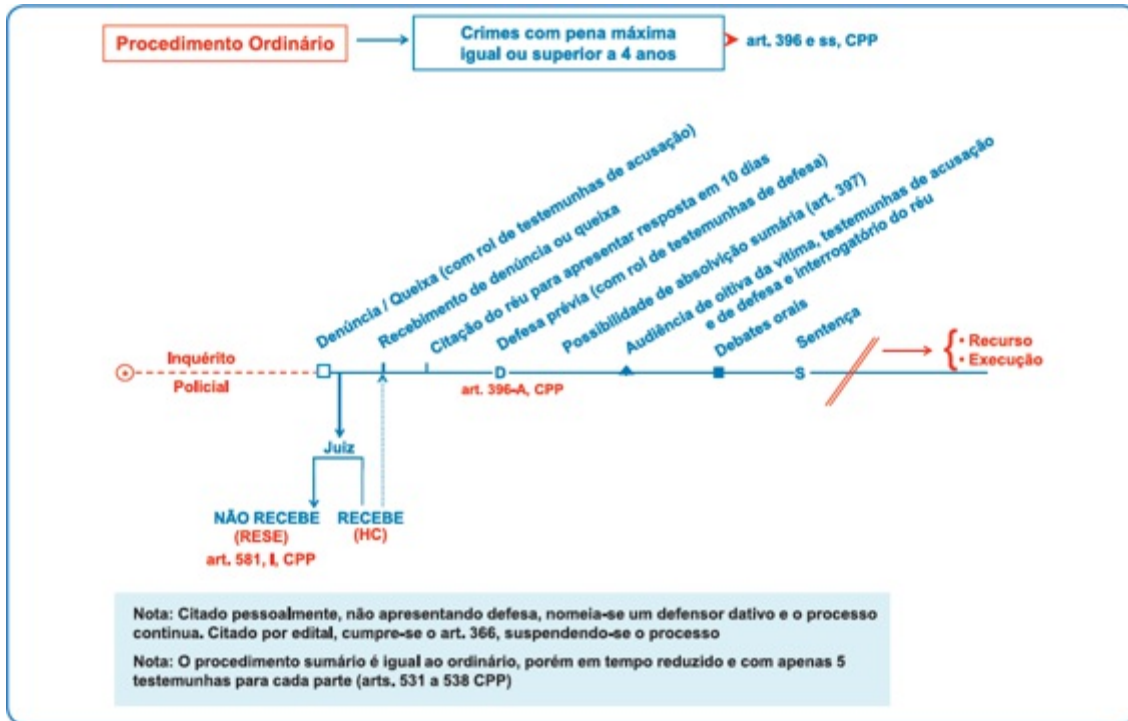 Procedimento Ordinário
Crimes com pena máxima
igual ou superior a 4 anos
art. 396 e ss, CPP
Denúncia / Queixa (com rol de testemunhas de acusação)
Recebimento de denúncia ou queixa
Citação do réu para apresentar resposta em 10 dias
Defesa prévia (com rol de testemunhas de defesa)
Possibilidade de absolvição sumária (art. 397)
Audiência de oitiva da vítima, testemunhas de acusação
e de defesa e interrogatório do réu
Debates orais
Sentença
Inquérito
Policial
D
art. 396-A, CPP
S
• Recurso
• Execução
Juiz
NÃO RECEBE
(RESE)
art. 581, I, CPP
RECEBE
(HC)
Nota: Citado pessoalmente, não apresentando defesa, nomeia-se um defensor dativo e o processo
continua. Citado por edital, cumpre-se o art. 366, suspendendo-se o processo
Nota: O procedimento sumário é igual ao ordinário, porém em tempo reduzido e com apenas 5
testemunhas para cada parte (arts. 531 a 538 CPP)